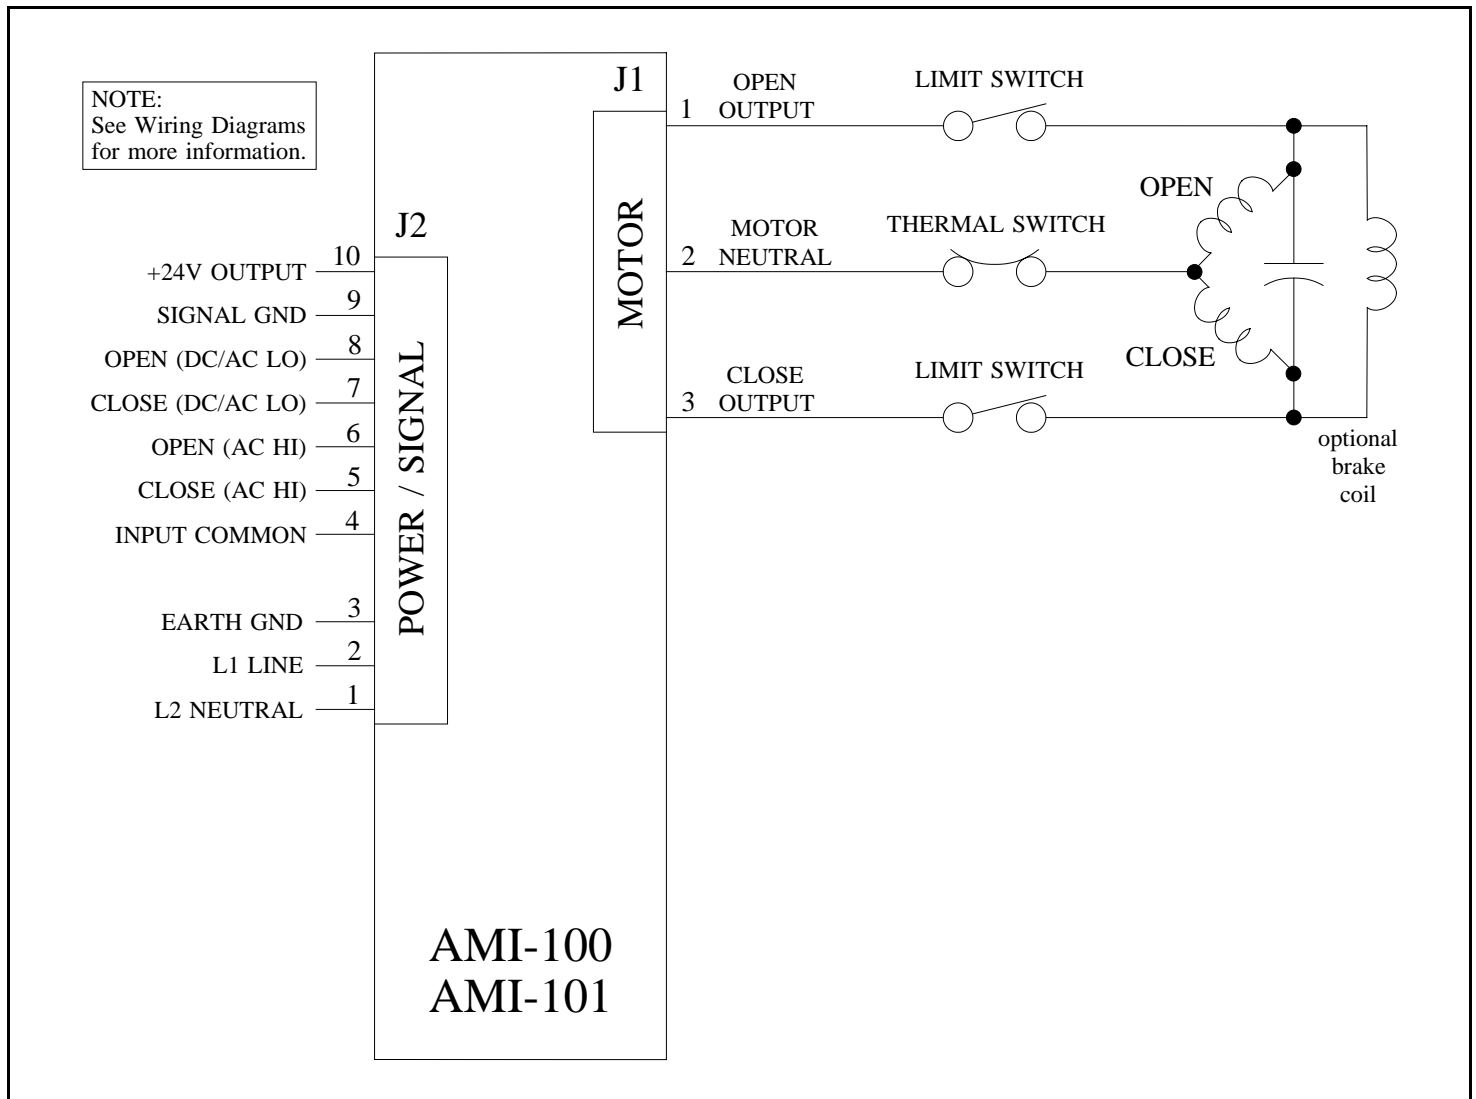 NOTE:
See Wiring Diagrams
for more information.
J1
1
OPEN
OUTPUT
LIMIT SWITCH
MOTOR
2
MOTOR
NEUTRAL
THERMAL SWITCH
OPEN
CLOSE
3
CLOSE
OUTPUT
LIMIT SWITCH
optional
brake
coil
J2
POWER / SIGNAL
+24V OUTPUT 10
SIGNAL GND 9
OPEN (DC/AC LO) 8
CLOSE (DC/AC LO) 7
OPEN (AC HI) 6
CLOSE (AC HI) 5
INPUT COMMON 4
EARTH GND 3
L1 LINE 2
L2 NEUTRAL 1
AMI-100
AMI-101